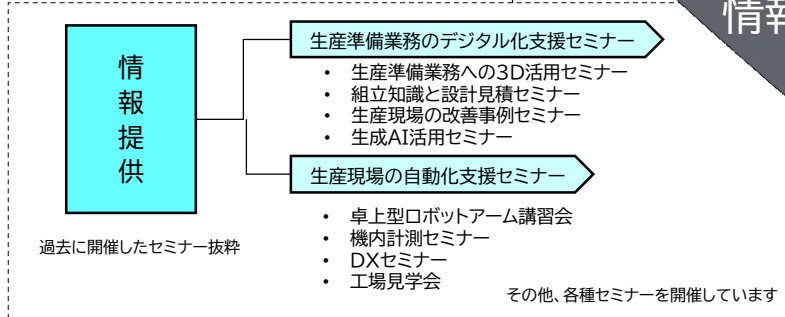 情報
情報提供
過去に開催したセミナー抜粋
生産準備業務のデジタル化支援セミナー
・ 生産準備業務への3D活用セミナー
・ 組立知識と設計見積セミナー
・ 生産現場の改善事例セミナー
・ 生成AI活用セミナー
生産現場の自動化支援セミナー
・ 卓上型ロボットアーム講習会
・ 機内計測セミナー
・ DXセミナー
・ 工場見学会
その他、各種セミナーを開催しています